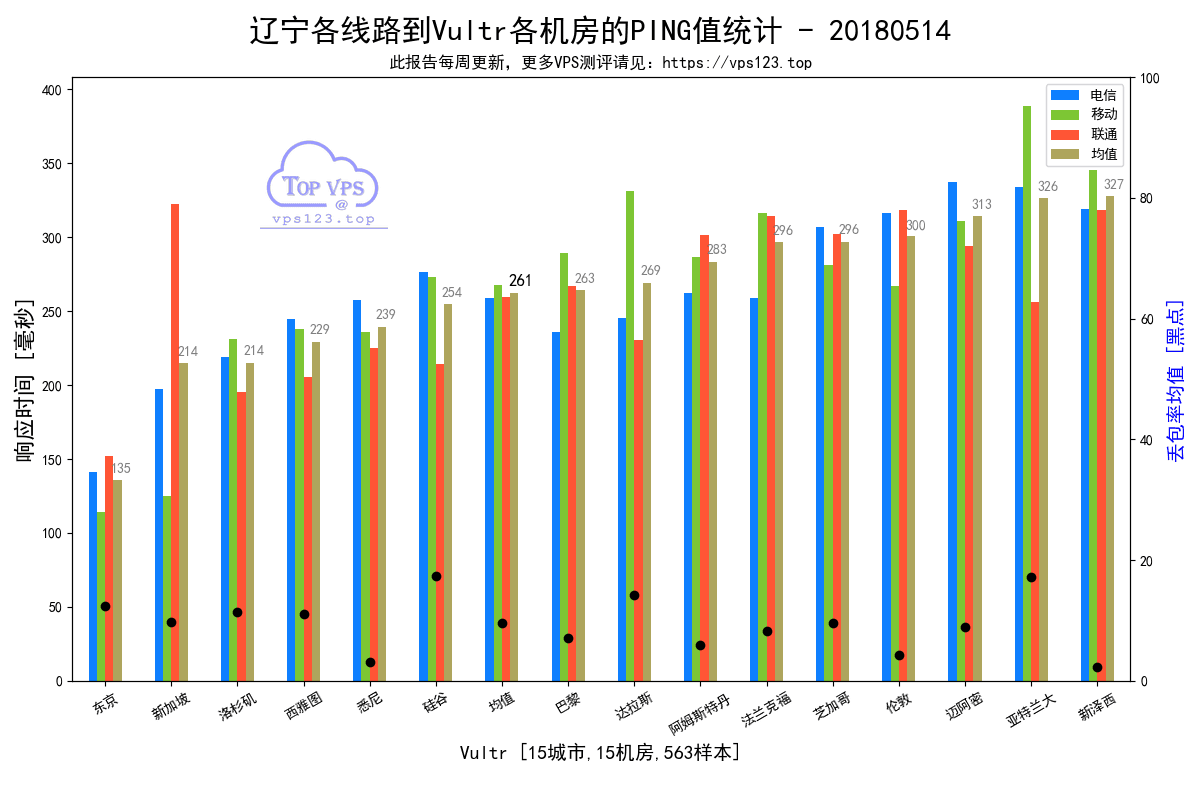 辽宁各线路到Vultr各机房的PING值统计 - 20180514
此报告每周更新，更多VPS测评请见：https://vps123.top
电信
移动
联通
均值
TOP VPS
@
vps123.top
响应时间 [毫秒]
400
350
300
250
200
150
100
50
0
丢包率均值 [黑点]
100
80
60
40
20
0
135
214
214
229
239
254
261
263
269
283
296
296
300
313
326
327
东京
新加坡
洛杉矶
西雅图
悉尼
硅谷
均值
巴黎
达拉斯
阿姆斯特丹
法兰克福
芝加哥
伦敦
迈阿密
亚特兰大
新泽西
Vultr [15城市,15机房,563样本]